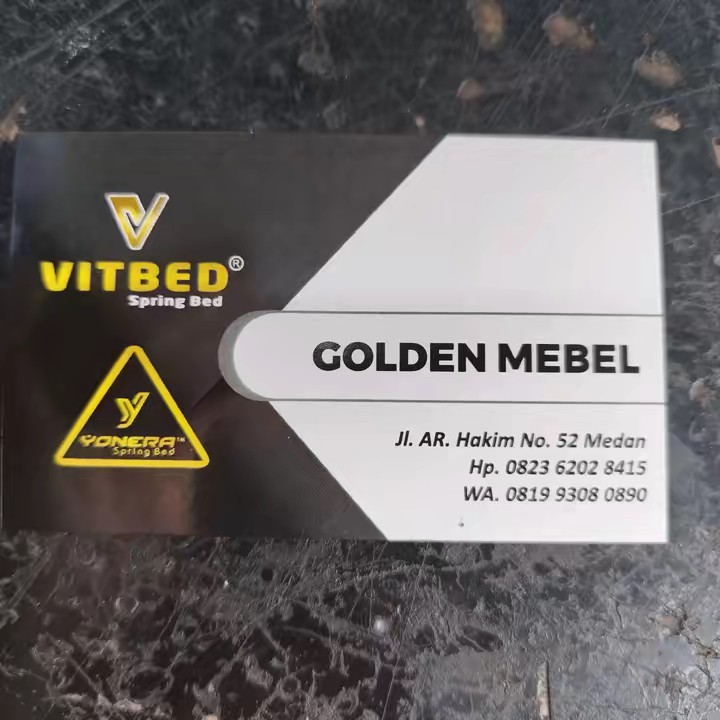 VITBED®
Spring Bed
YONERA™
Spring Bed
GOLDEN MEBEL
Jl. AR. Hakim No. 52 Medan
Hp. 0823 6202 8415
WA. 0819 9308 0890